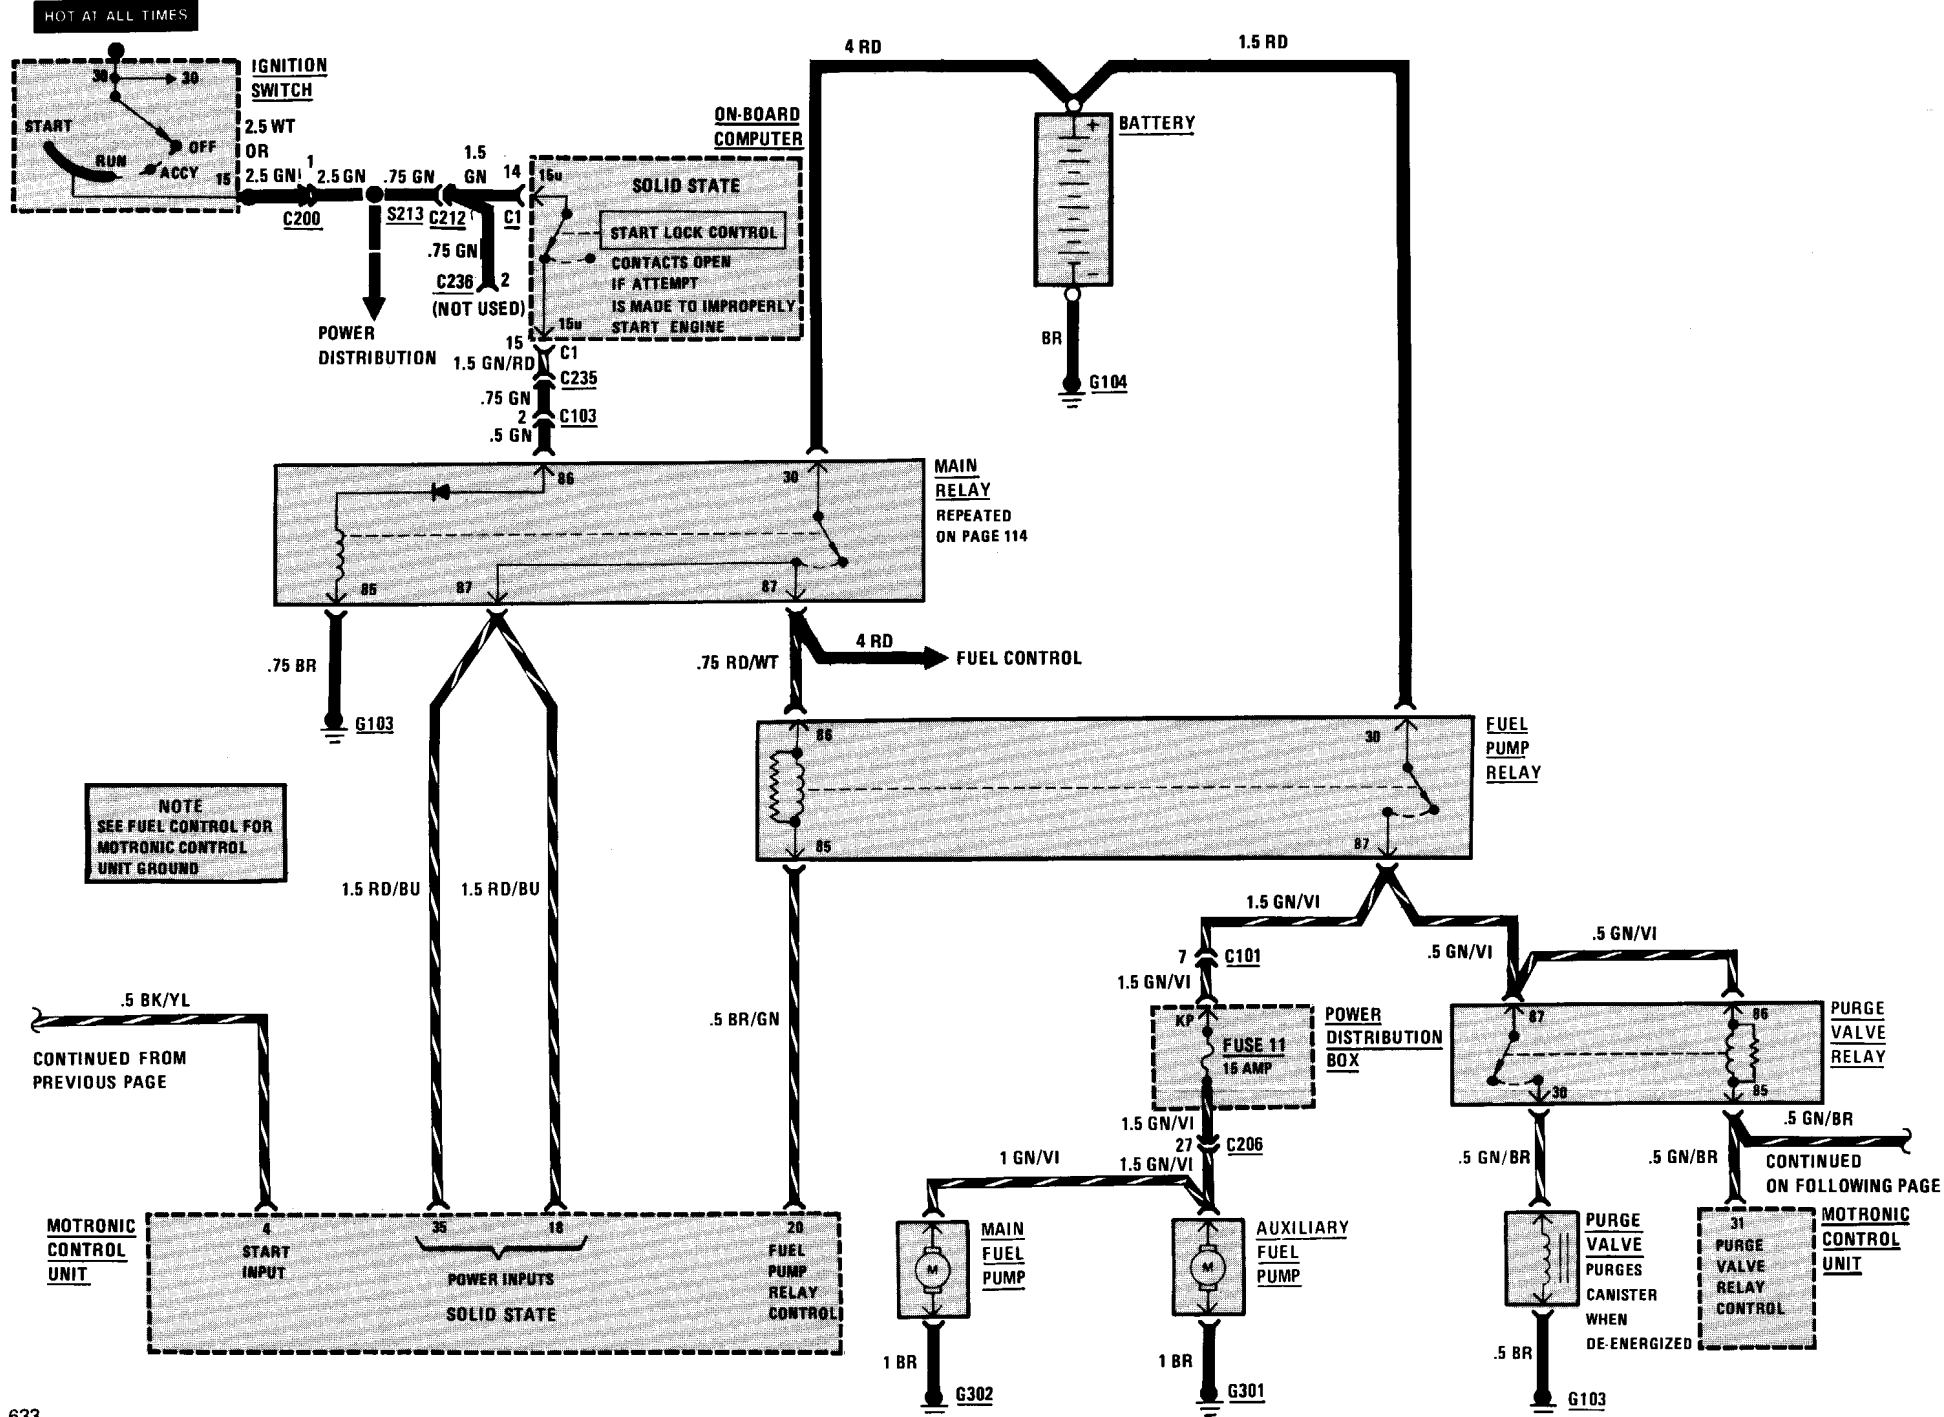 HOT AT ALL TIMES
30
30
IGNITION
SWITCH
START
RUN
OFF
ACCY
15
2.5 WT
OR
2.5 GN
1
2.5 GN
C200
.75 GN
S213
C212
1.5
GN
14
C1
.75 GN
C236
2
(NOT USED)
POWER
DISTRIBUTION
ON-BOARD
COMPUTER
15u
SOLID STATE
START LOCK CONTROL
CONTACTS OPEN
IF ATTEMPT
IS MADE TO IMPROPERLY
START ENGINE
15u
15
C1
1.5 GN/RD
C235
.75 GN
2
C103
.5 GN
4 RD
1.5 RD
+
BATTERY
-
BR
G104
86
30
MAIN
RELAY
REPEATED
ON PAGE 114
85
87
87
.75 BR
G103
.75 RD/WT
4 RD
FUEL CONTROL
86
30
FUEL
PUMP
RELAY
85
87
NOTE
SEE FUEL CONTROL FOR
MOTRONIC CONTROL
UNIT GROUND
1.5 RD/BU
1.5 RD/BU
.5 BR/GN
1.5 GN/VI
.5 GN/VI
.5 GN/VI
7
C101
1.5 GN/VI
KP
FUSE 11
15 AMP
POWER
DISTRIBUTION
BOX
87
86
PURGE
VALVE
RELAY
30
85
.5 BK/YL
CONTINUED FROM
PREVIOUS PAGE
1.5 GN/VI
27
C206
1 GN/VI
1.5 GN/VI
.5 GN/BR
.5 GN/BR
.5 GN/BR
CONTINUED
ON FOLLOWING PAGE
MOTRONIC
CONTROL
UNIT
4
START
INPUT
35
18
POWER INPUTS
SOLID STATE
20
FUEL
PUMP
RELAY
CONTROL
M
MAIN
FUEL
PUMP
M
AUXILIARY
FUEL
PUMP
PURGE
VALVE
PURGES
CANISTER
WHEN
DE-ENERGIZED
31
PURGE
VALVE
RELAY
CONTROL
MOTRONIC
CONTROL
UNIT
1 BR
G302
1 BR
G301
.5 BR
G103
633